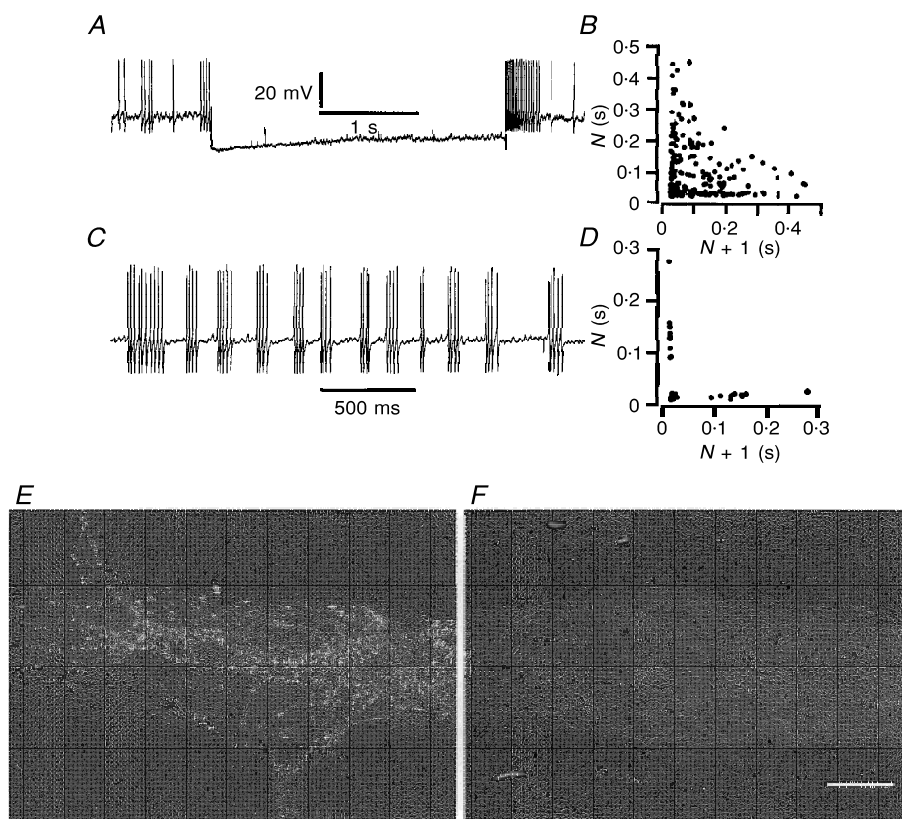 A
20 mV
1 s
B
0·5
0·4
0·3
0·2
0·1
0
N (s)
0 0·2 0·4
N + 1 (s)
C
500 ms
D
0·3
0·2
0·1
0
N (s)
0 0·1 0·2 0·3
N + 1 (s)
E
F